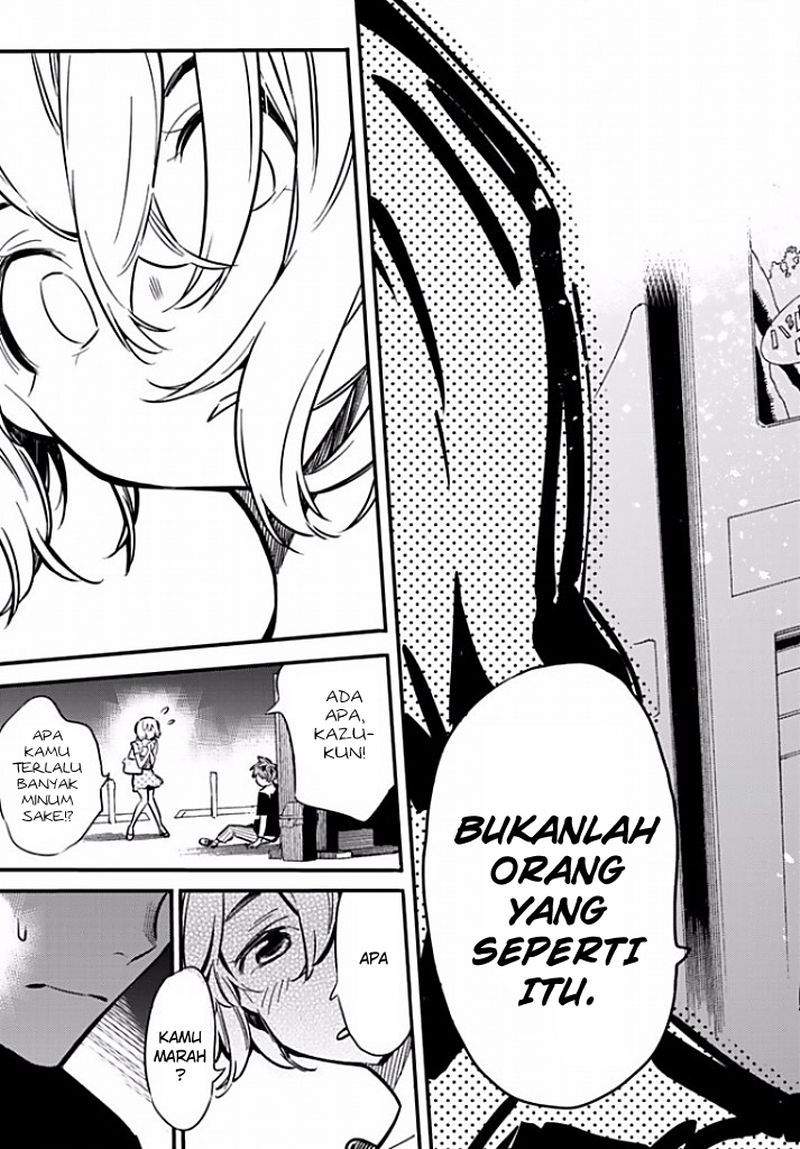 BUKANLAH
ORANG
YANG
SEPERTI
ITU.
ADA
APA,
KAZU-
KUN!
APA
KAMU
TERLALU
BANYAK
MINUM
SAKE!?
APA
KAMU
MARAH
?